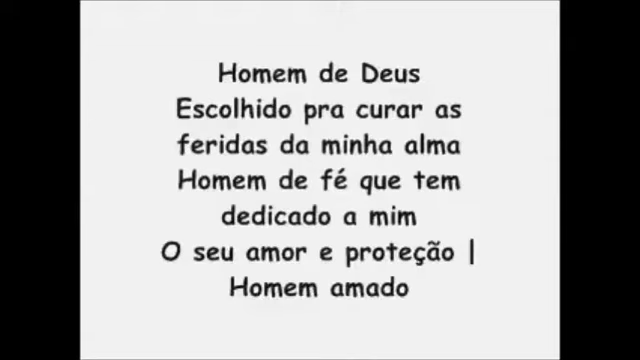 Homem de Deus
Escolhido pra curar as
feridas da minha alma
Homem de fé que tem
dedicado a mim
O seu amor e proteção |
Homem amado